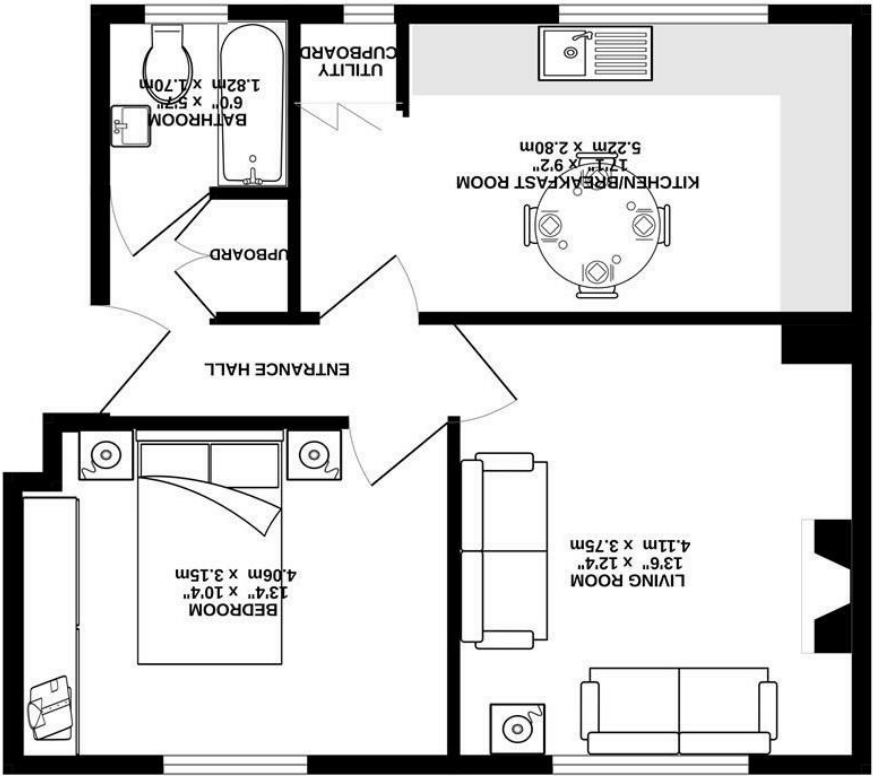 LIVING ROOM
13'6" x 12'4"
4.11m x 3.75m
BEDROOM
13'4" x 10'4"
4.06m x 3.15m
ENTRANCE HALL
KITCHEN/BREAKFAST ROOM
17'1" x 9'2"
5.22m x 2.80m
UPBOARD
BATHROOM
6'0" x 5'7"
1.82m x 1.70m
UTILITY
CUPBOARD